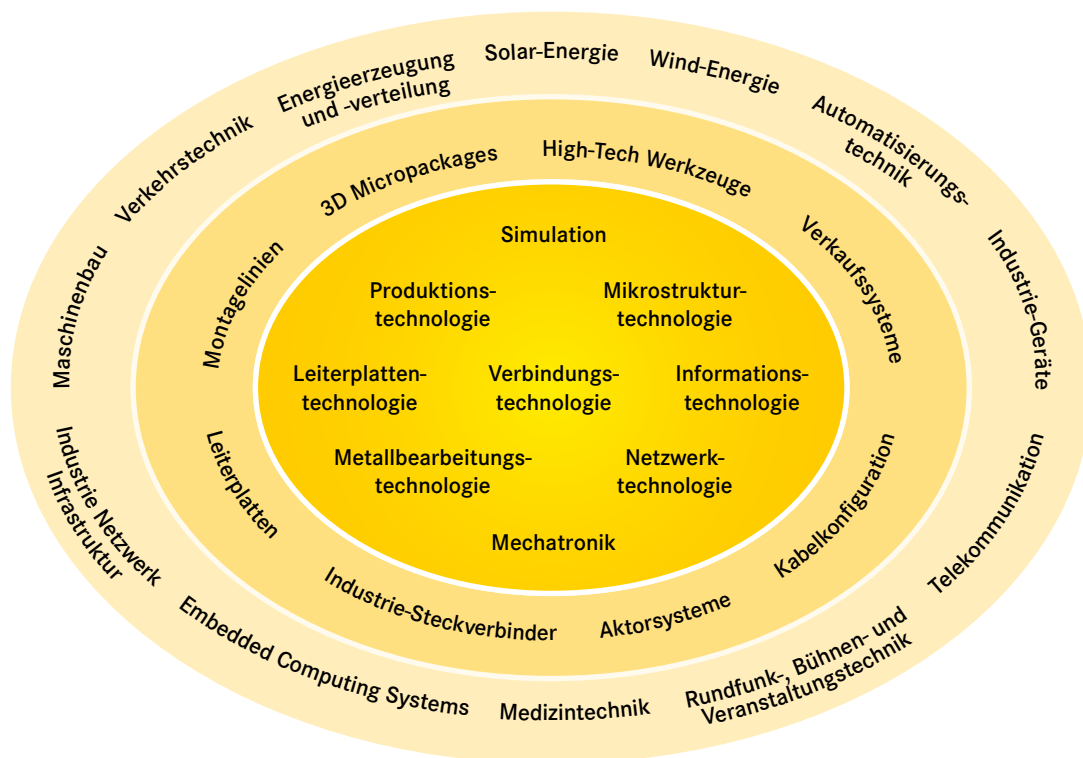 Solar-Energie
Wind-Energie
Automatisierungs-
technik
Industrie-Geräte
Telekommunikation
Rundfunk-, Bühnen- und
Veranstaltungstechnik
Medizintechnik
Embedded Computing Systems
Industrie Netzwerk
Infrastruktur
Maschinenbau
Verkehrstechnik
Energieerzeugung
und -verteilung
3D Micropackages
High-Tech Werkzeuge
Verkaufssysteme
Kabelkonfiguration
Aktorsysteme
Industrie-Steckverbinder
Leiterplatten
Montagelinien
Simulation
Produktions-
technologie
Mikrostruktur-
technologie
Leiterplatten-
technologie
Verbindungs-
technologie
Informations-
technologie
Metallbearbeitungs-
technologie
Netzwerk-
technologie
Mechatronik